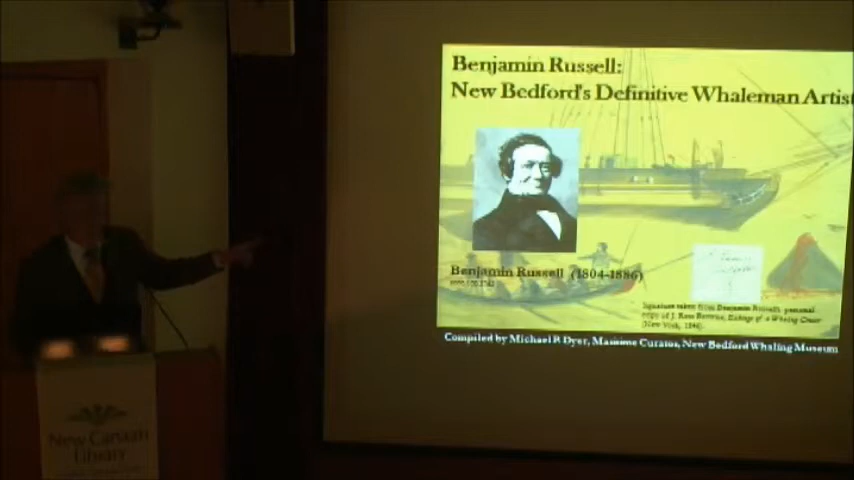 Benjamin Russell:
New Bedford's Definitive Whaleman Artist
Benjamin Russell (1804-1886)
Signature taken from Benjamin Russell's personal
copy of J. Ross Browne, Etchings of a Whaling Cruise
(New York, 1846).
Compiled by Michael P. Dyer, Maritime Curator, New Bedford Whaling Museum
New Canaan
Library